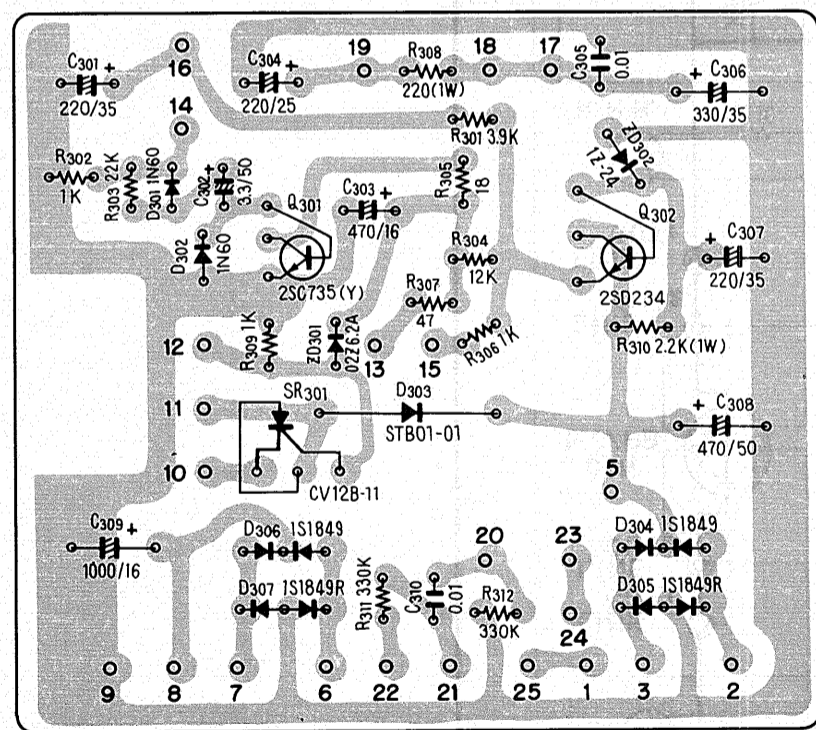 C301 +
220/35
16
C304 +
220/25
19
R308
220(1W)
18
17
C305
0.01
+ C306
330/35
14
R301 3.9K
ZD302
1Z-24
R302
1K
R303 22K
D301 1N60
C302 +
3.3/50
Q301
C303 +
470/16
R305
18
Q302
D302
1N60
2SC735(Y)
R304
12K
2SD234
+ C307
220/35
R307
47
12
R309 1K
ZD301
02Z6.2A
13
15
R306 1K
R310 2.2K(1W)
11
SR301
D303
STB01-01
+ C308
470/50
10
CV12B-11
5
C309 +
1000/16
D306 1S1849
20
23
D304 1S1849
D307 1S1849R
R311 330K
C310
0.01
R312
330K
D305 1S1849R
24
9
8
7
6
22
21
25
1
3
2